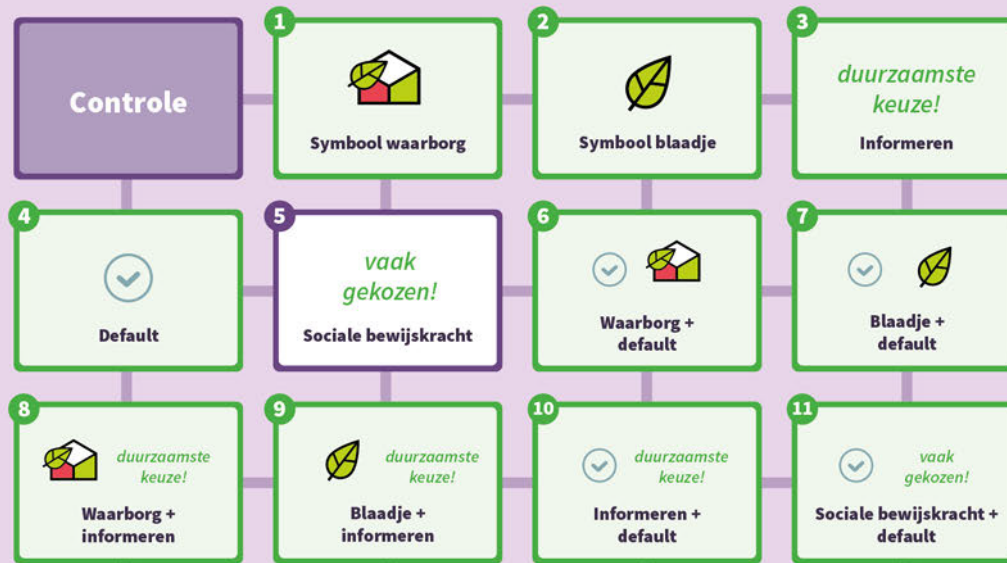 Controle
1
Symbool waarborg
2
Symbool blaadje
3
duurzaamste
keuze!
Informeren
4
Default
5
vaak
gekozen!
Sociale bewijskracht
6
Waarborg +
default
7
Blaadje +
default
8
duurzaamste
keuze!
Waarborg +
informeren
9
duurzaamste
keuze!
Blaadje +
informeren
10
duurzaamste
keuze!
Informeren +
default
11
vaak
gekozen!
Sociale bewijskracht +
default